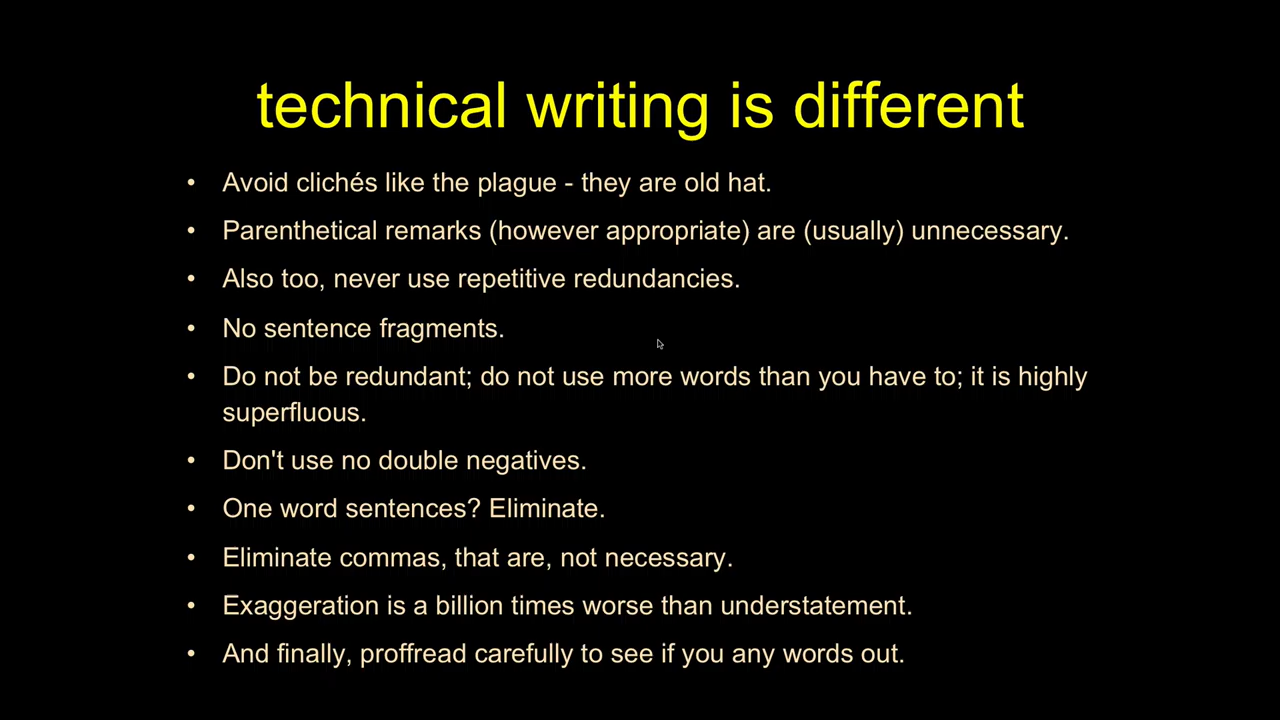 technical writing is different
• Avoid clichés like the plague - they are old hat.
• Parenthetical remarks (however appropriate) are (usually) unnecessary.
• Also too, never use repetitive redundancies.
• No sentence fragments.
• Do not be redundant; do not use more words than you have to; it is highly
superfluous.
• Don't use no double negatives.
• One word sentences? Eliminate.
• Eliminate commas, that are, not necessary.
• Exaggeration is a billion times worse than understatement.
• And finally, proffread carefully to see if you any words out.